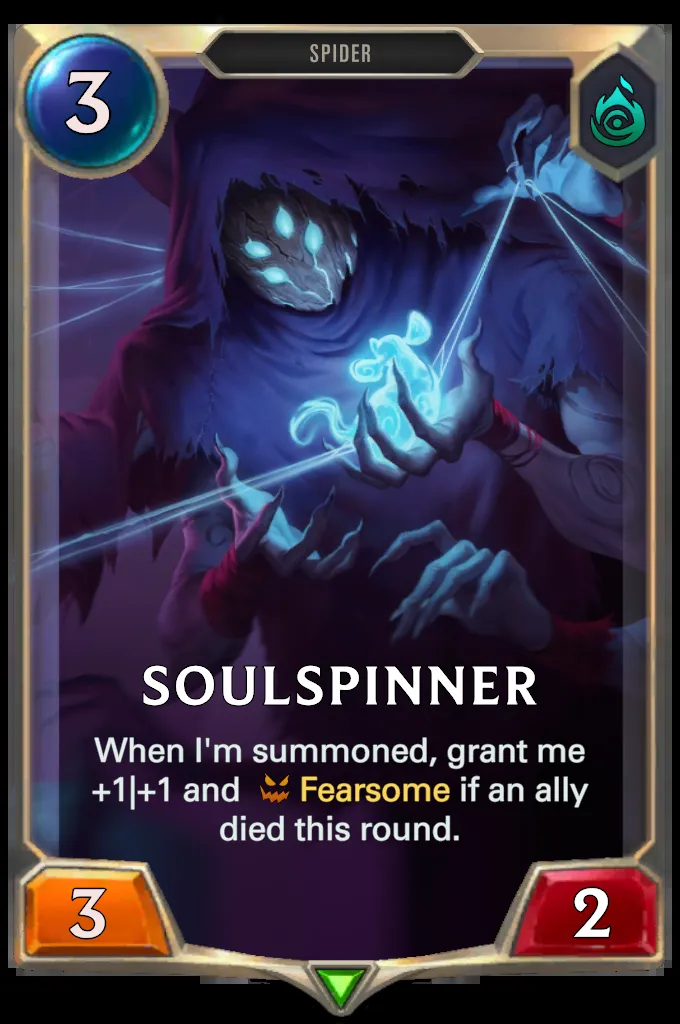 3
SPIDER
SOULSPINNER
When I'm summoned, grant me
+1|+1 and Fearsome if an ally
died this round.
3
2